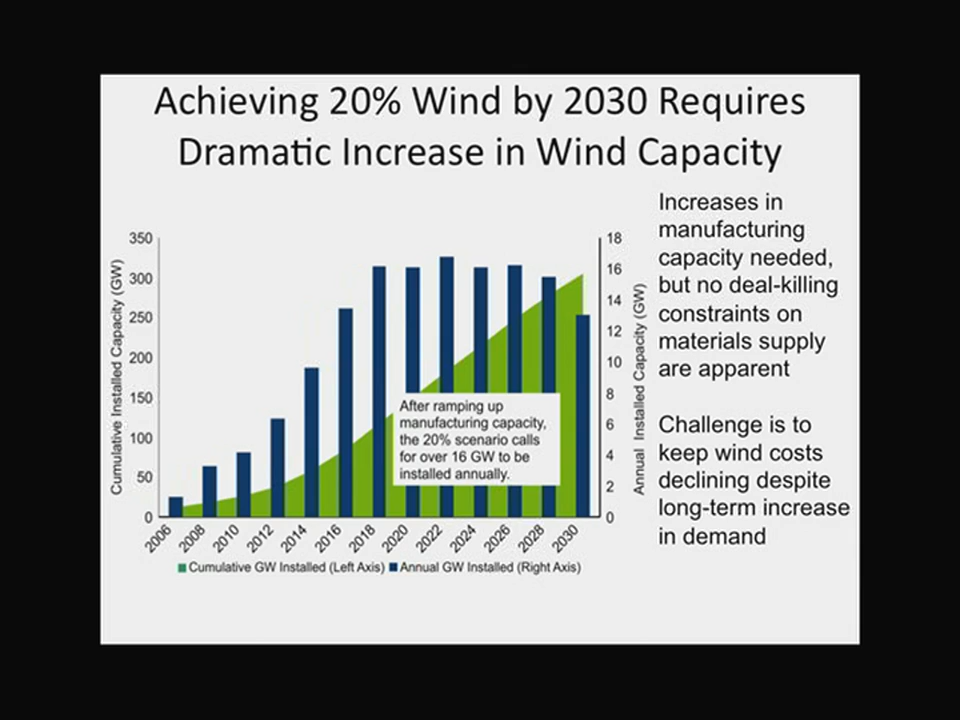 Achieving 20% Wind by 2030 Requires
Dramatic Increase in Wind Capacity
Increases in
manufacturing
capacity needed,
but no deal-killing
constraints on
materials supply
are apparent
Challenge is to
keep wind costs
declining despite
long-term increase
in demand
Cumulative Installed Capacity (GW)
350
300
250
200
150
100
50
0
18
16
14
12
10
8
6
4
2
0
Annual Installed Capacity (GW)
After ramping up
manufacturing capacity,
the 20% scenario calls
for over 16 GW to be
installed annually.
2006
2008
2010
2012
2014
2016
2018
2020
2022
2024
2026
2028
2030
Cumulative GW Installed (Left Axis) Annual GW Installed (Right Axis)